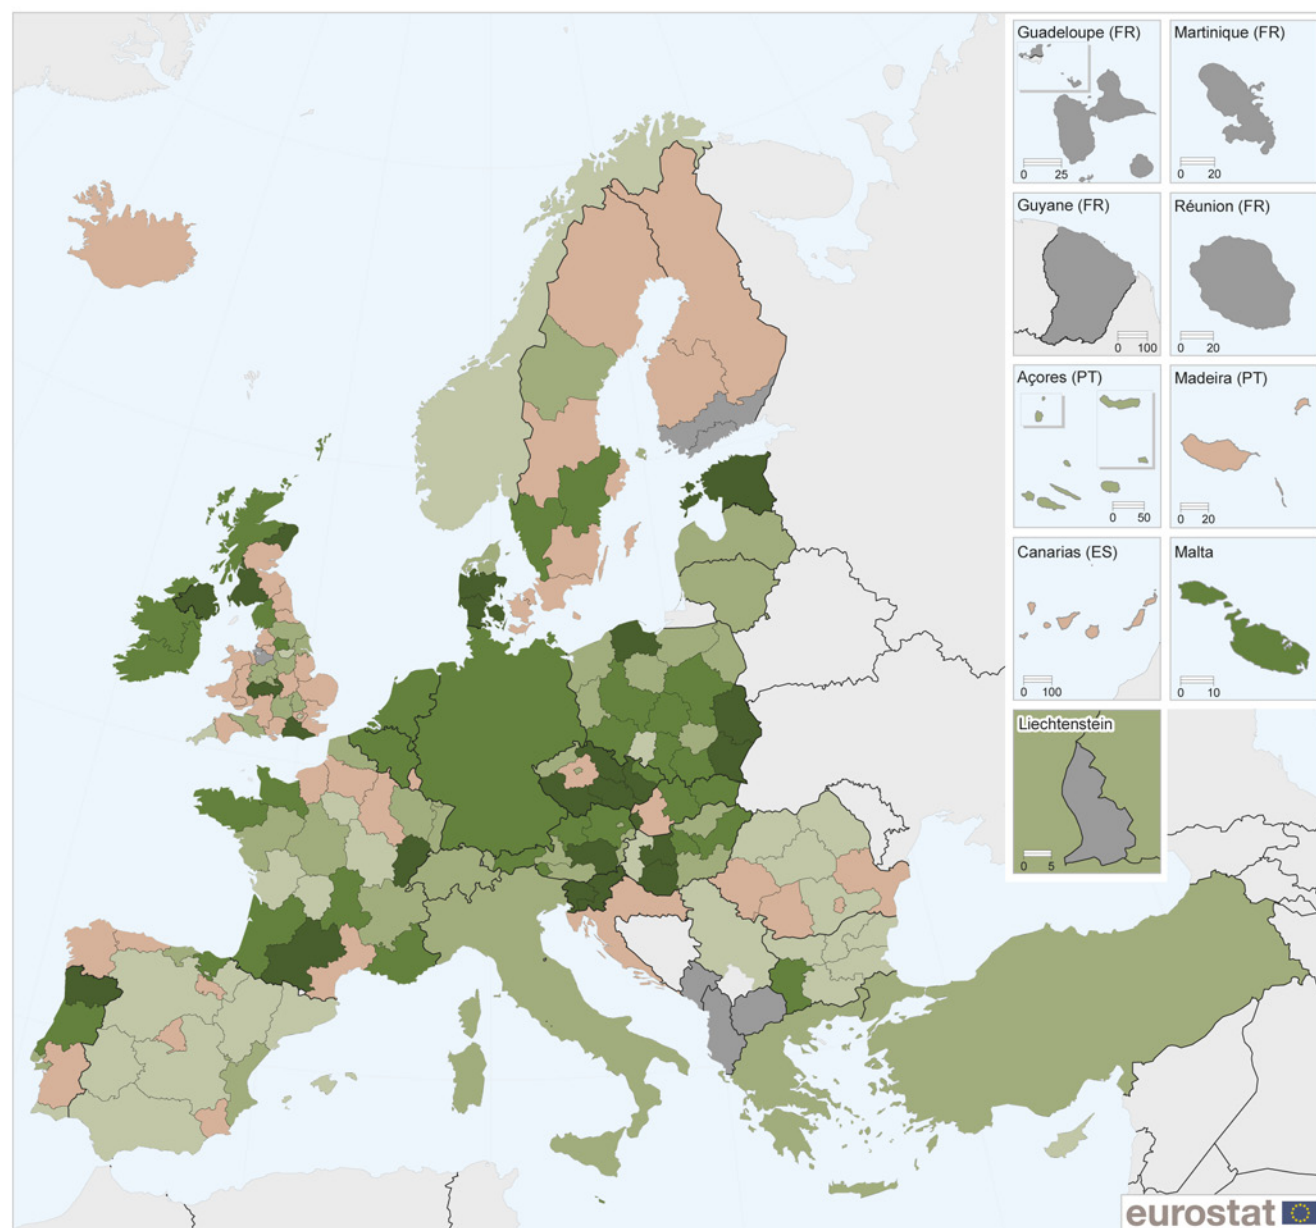 Guadeloupe (FR)
0 25
Martinique (FR)
0 20
Guyane (FR)
0 100
Réunion (FR)
0 20
Açores (PT)
0 50
Madeira (PT)
0 20
Canarias (ES)
0 100
Malta
0 10
Liechtenstein
0 5
eurostat